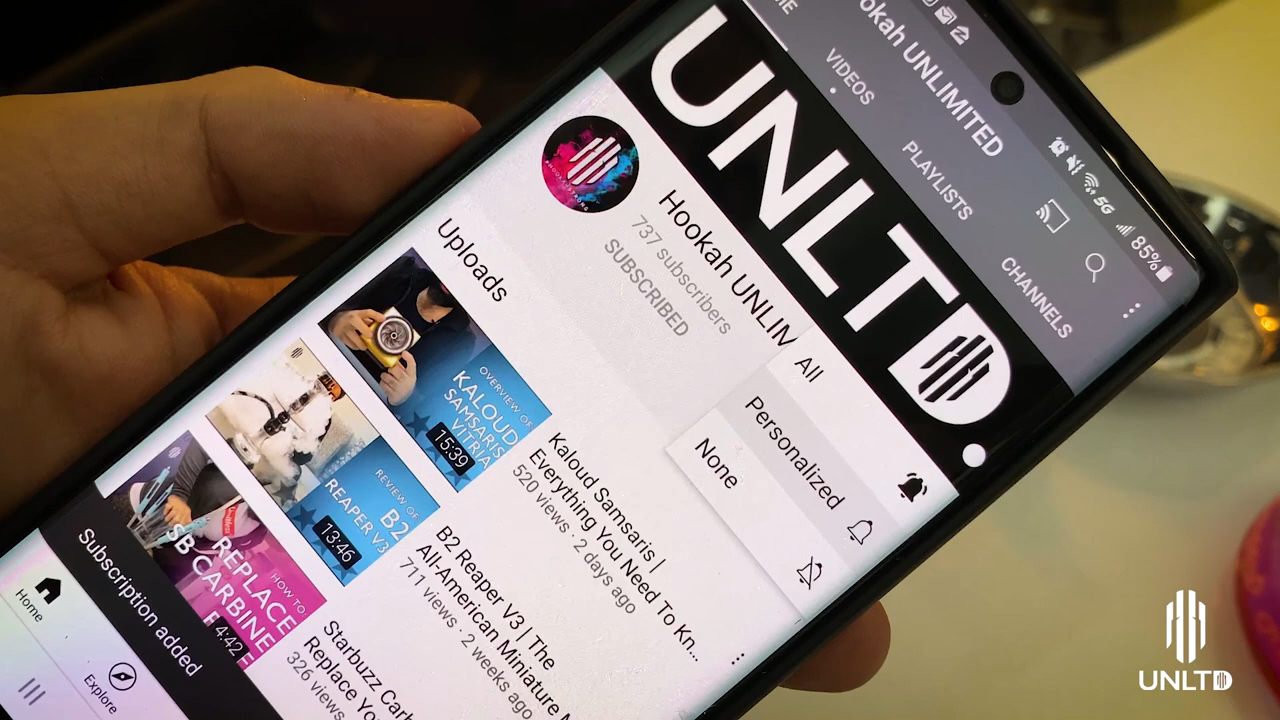 Hookah UNLIMITED
5G
85%
VIDEOS
PLAYLISTS
CHANNELS
UNLTD
Hookah UNLIM
737 subscribers
SUBSCRIBED
All
Personalized
None
Uploads
OVERVIEW OF
KALOUD
SAMSARIS
VITRIA
15:39
Kaloud Samsaris |
Everything You Need To Kn...
520 views · 2 days ago
REVIEW OF
B2
REAPER V3
13:46
B2 Reaper V3 | The
All-American Miniature
711 views · 2 weeks ago
HOW TO:
REPLACE
SB CARBINE
4:42
Starbuzz Car
Replace Yo
326 views
Subscription added
Home
Explore
UNLTD